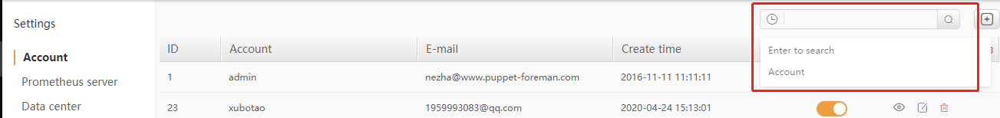 Settings
Account
Prometheus server
Data center
ID Account E-mail Create time
1 admin nezha@www.puppet-foreman.com 2016-11-11 11:11:11
23 xubotao 1959993083@qq.com 2020-04-24 15:13:01
Enter to search
Account